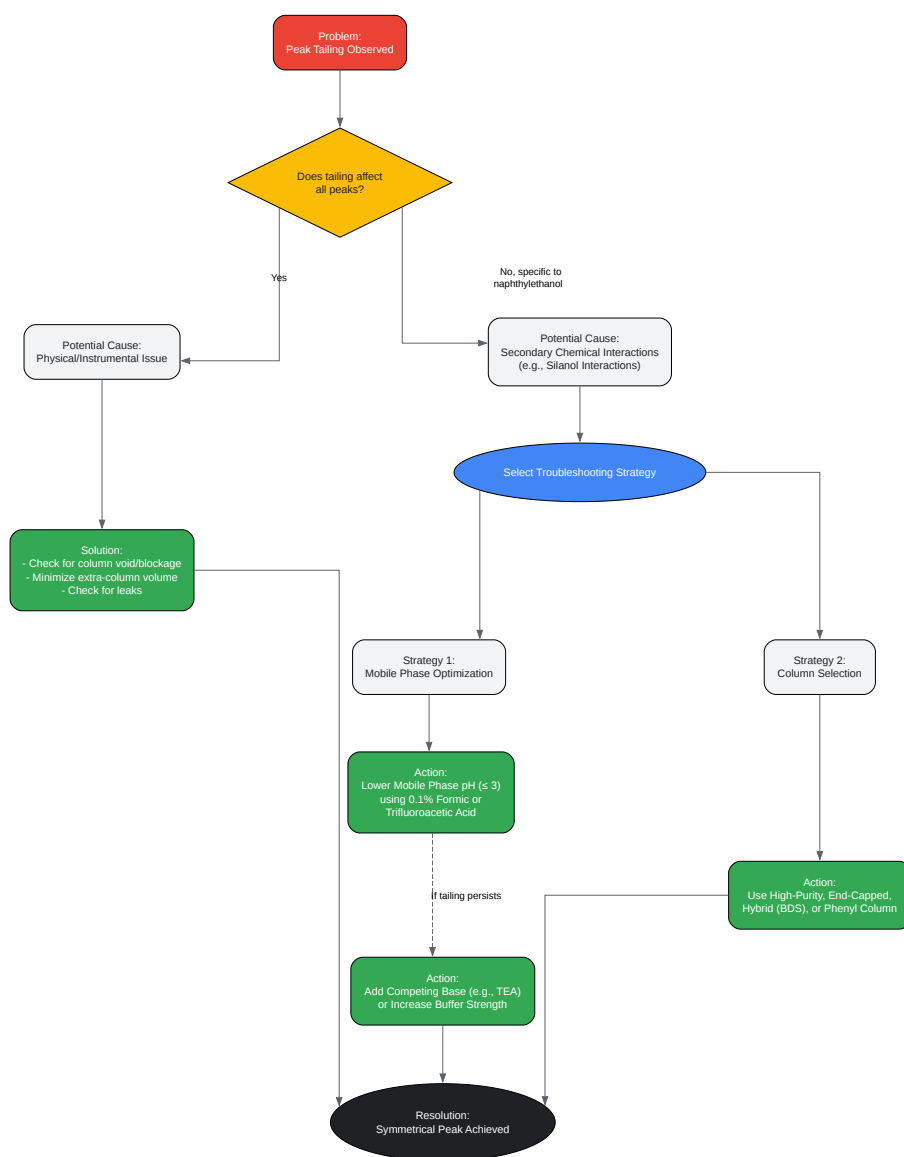 Problem:
Peak Tailing Observed
Does tailing affect
all peaks?
Yes
No, specific to
naphthylethanol
Potential Cause:
Physical/Instrumental Issue
Potential Cause:
Secondary Chemical Interactions
(e.g., Silanol Interactions)
Select Troubleshooting Strategy
Solution:
- Check for column void/blockage
- Minimize extra-column volume
- Check for leaks
Strategy 1:
Mobile Phase Optimization
Strategy 2:
Column Selection
Action:
Lower Mobile Phase pH (≤ 3)
using 0.1% Formic or
Trifluoroacetic Acid
Action:
Use High-Purity, End-Capped,
Hybrid (BDS), or Phenyl Column
If tailing persists
Action:
Add Competing Base (e.g., TEA)
or Increase Buffer Strength
Resolution:
Symmetrical Peak Achieved